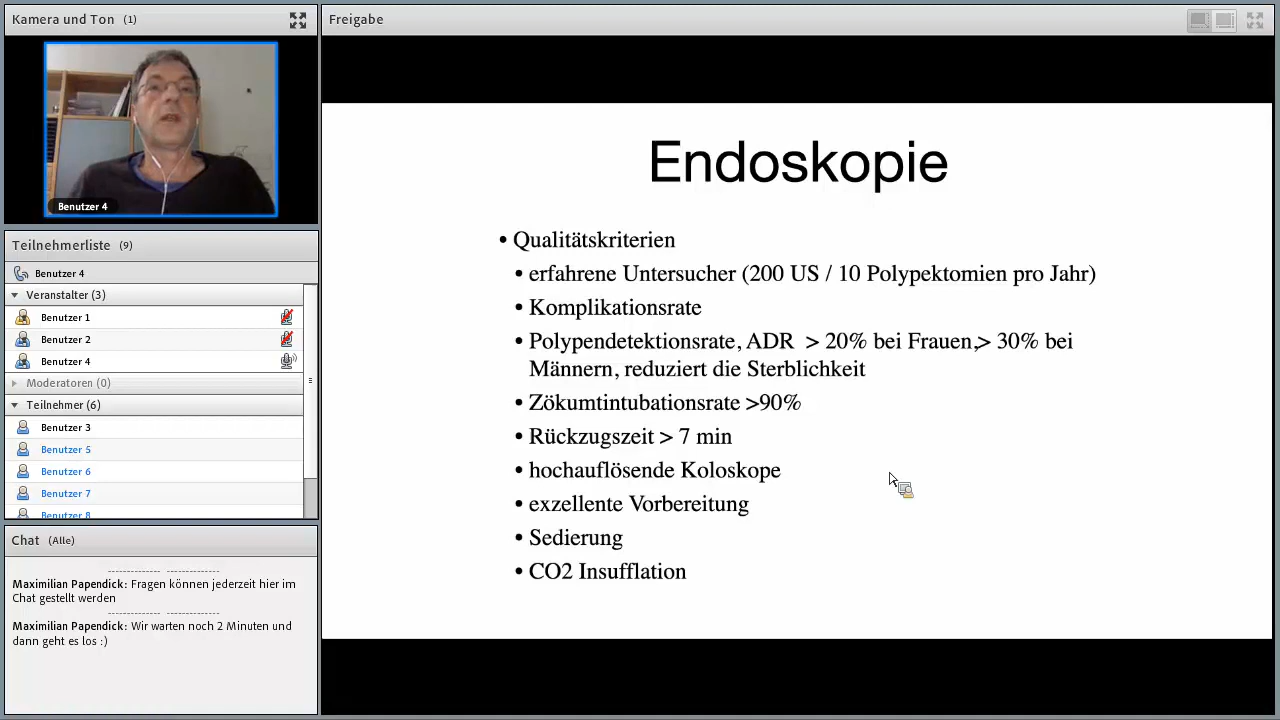 Kamera und Ton (1)
Benutzer 4
Teilnehmerliste (9)
Benutzer 4
Veranstalter (3)
Benutzer 1
Benutzer 2
Benutzer 4
Moderatoren (0)
Teilnehmer (6)
Benutzer 3
Benutzer 5
Benutzer 6
Benutzer 7
Benutzer 8
Chat (Alle)
-------------- --------------
Maximilian Papendick: Fragen können jederzeit hier im
Chat gestellt werden
-------------- --------------
Maximilian Papendick: Wir warten noch 2 Minuten und
dann geht es los :)
Freigabe
Endoskopie
• Qualitätskriterien
• erfahrene Untersucher (200 US / 10 Polypektomien pro Jahr)
• Komplikationsrate
• Polypendetektionsrate, ADR > 20% bei Frauen,> 30% bei
Männern, reduziert die Sterblichkeit
• Zökumtintubationsrate >90%
• Rückzugszeit > 7 min
• hochauflösende Koloskope
• exzellente Vorbereitung
• Sedierung
• CO2 Insufflation